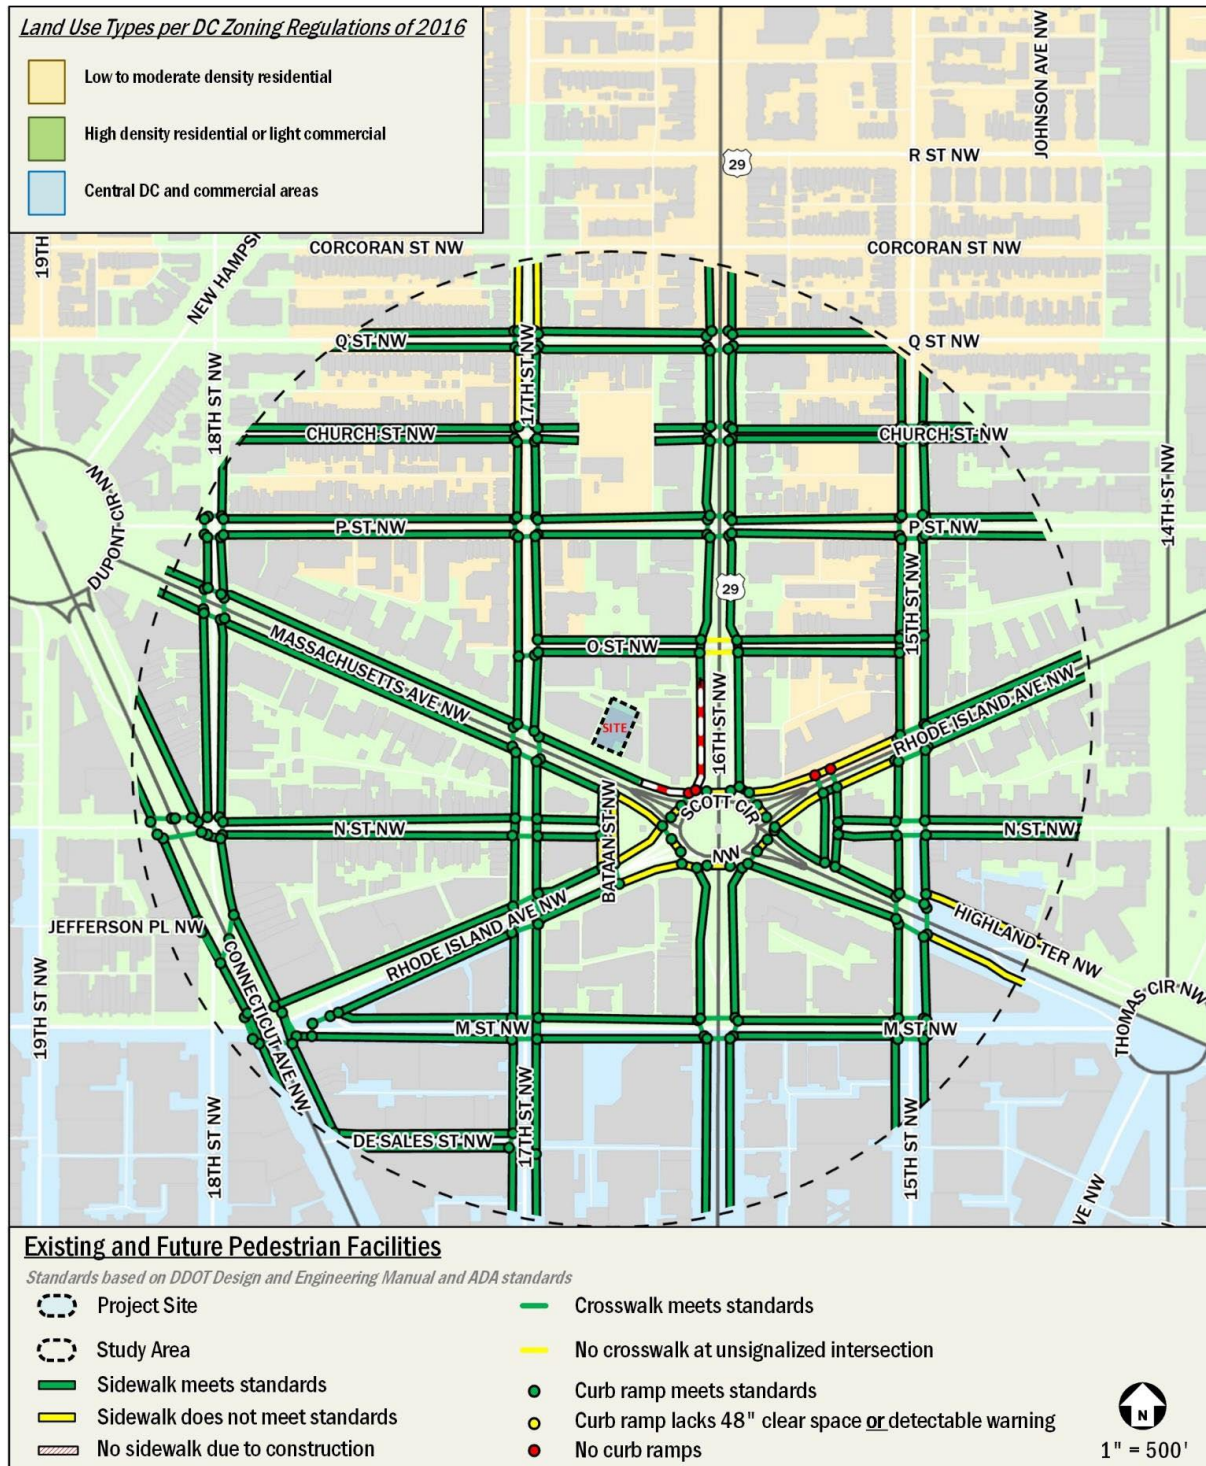 Land Use Types per DC Zoning Regulations of 2016
Low to moderate density residential
High density residential or light commercial
Central DC and commercial areas
JOHNSON AVE NW
R ST NW
29
19TH
NEW HAMPS
CORCORAN ST NW
CORCORAN ST NW
Q ST NW
17TH ST NW
Q ST NW
18TH ST NW
CHURCH ST NW
CHURCH ST NW
14TH ST NW
DUPONT CIR NW
P ST NW
P ST NW
29
15TH ST NW
MASSACHUSETTS AVE NW
O ST NW
SITE
16TH ST NW
RHODE ISLAND AVE NW
SCOTT CIR
NW
N ST NW
BATAAN ST NW
N ST NW
JEFFERSON PL NW
RHODE ISLAND AVE NW
HIGHLAND TER NW
19TH ST NW
CONNECTICUT AVE NW
M ST NW
M ST NW
THOMAS CIR NW
18TH ST NW
DE SALES ST NW
17TH ST NW
15TH ST NW
VE NW
Existing and Future Pedestrian Facilities
Standards based on DDOT Design and Engineering Manual and ADA standards
Project Site
Crosswalk meets standards
Study Area
No crosswalk at unsignalized intersection
Sidewalk meets standards
Curb ramp meets standards
Sidewalk does not meet standards
Curb ramp lacks 48" clear space or detectable warning
No sidewalk due to construction
No curb ramps
N
1" = 500'